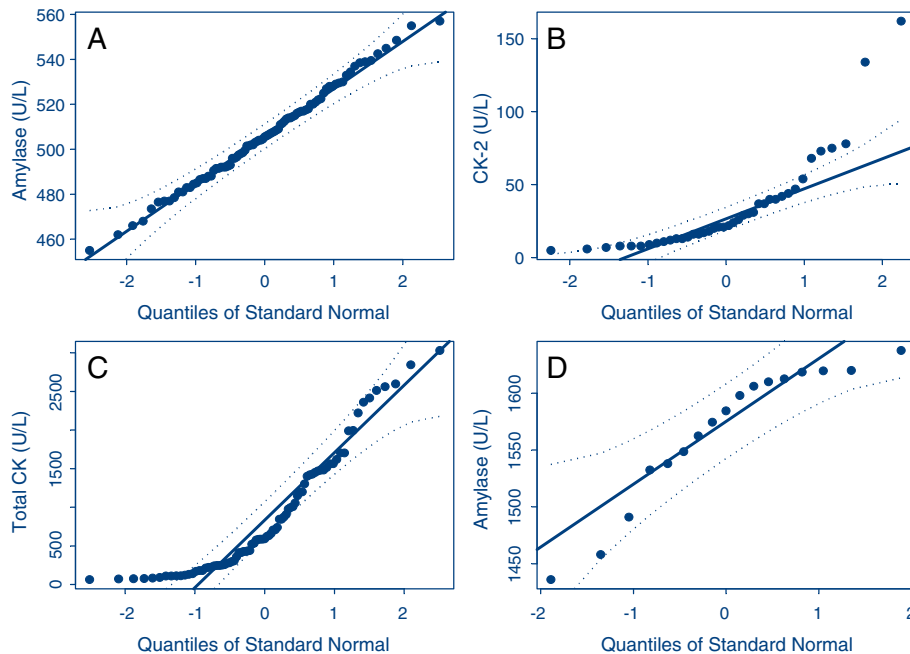 A
Amylase (U/L)
560
540
520
500
480
460
-2 -1 0 1 2
Quantiles of Standard Normal
B
CK-2 (U/L)
150
100
50
0
-2 -1 0 1 2
Quantiles of Standard Normal
C
Total CK (U/L)
2500
1500
500
0
-2 -1 0 1 2
Quantiles of Standard Normal
D
Amylase (U/L)
1600
1550
1500
1450
-2 -1 0 1 2
Quantiles of Standard Normal